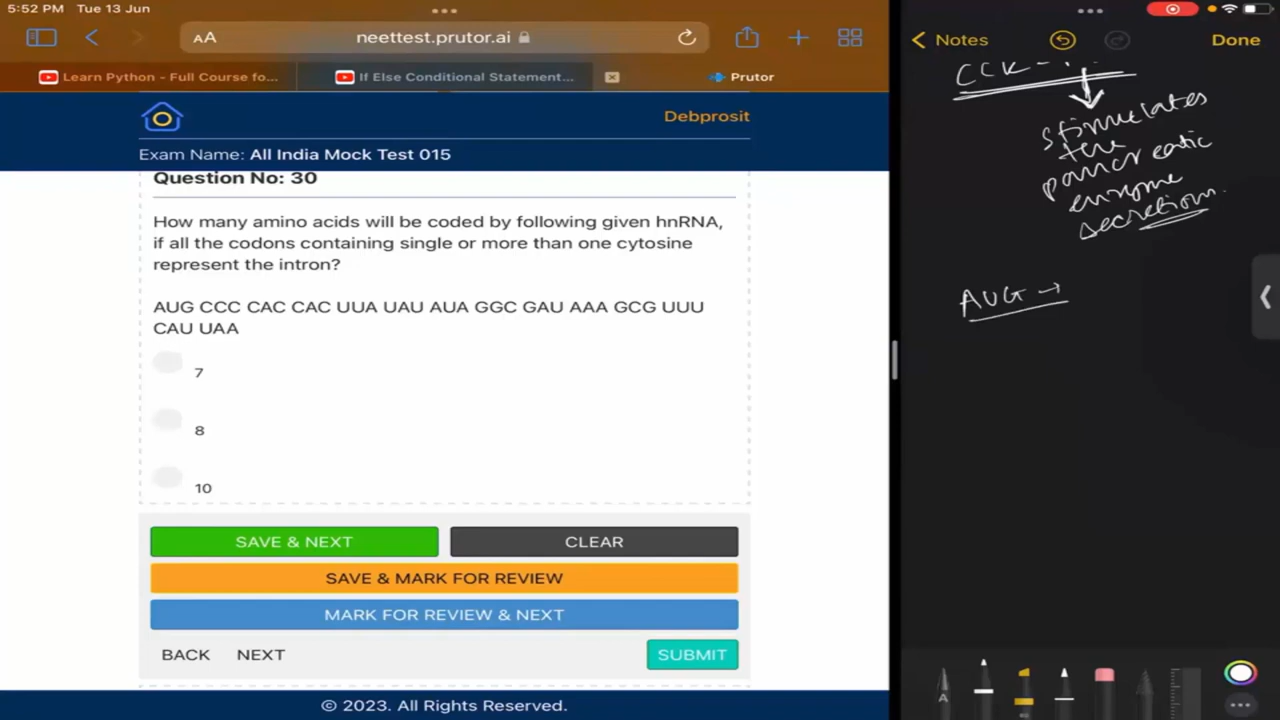 5:52 PM Tue 13 Jun
AA neettest.prutor.ai
Learn Python - Full Course fo...
If Else Conditional Statement...
Prutor
Debprosit
Exam Name: All India Mock Test 015
Question No: 30
How many amino acids will be coded by following given hnRNA,
if all the codons containing single or more than one cytosine
represent the intron?
AUG CCC CAC CAC UUA UAU AUA GGC GAU AAA GCG UUU
CAU UAA
7
8
10
SAVE & NEXT
CLEAR
SAVE & MARK FOR REVIEW
MARK FOR REVIEW & NEXT
BACK
NEXT
SUBMIT
© 2023. All Rights Reserved.
Notes
Done
CCK -
stimulates
the
pancreatic
enzyme
secretion.
AUG →
A